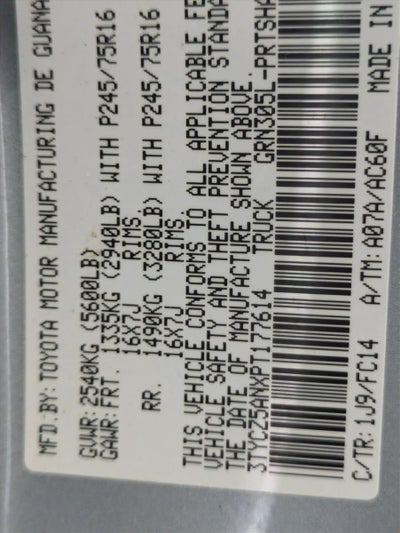 MFD.BY:TOYOTA MOTOR MANUFACTURING DE GUANA
GVWR:2540KG (5600LB)
GAWR:FRT. 1335KG (2940LB) WITH P245/75R16
16X7J RIMS.
RR. 1490KG (3280LB) WITH P245/75R16
16X7J RIMS.
THIS VEHICLE CONFORMS TO ALL APPLICABLE FE
VEHICLE SAFETY AND THEFT PREVENTION STANDA
THE DATE OF MANUFACTURE SHOWN ABOVE.
3TYCZ5ANXPT177614 TRUCK GRN305L-PRTSHA
C/TR:1J9/FC14 A/TM:A07A/AC60F MADE IN